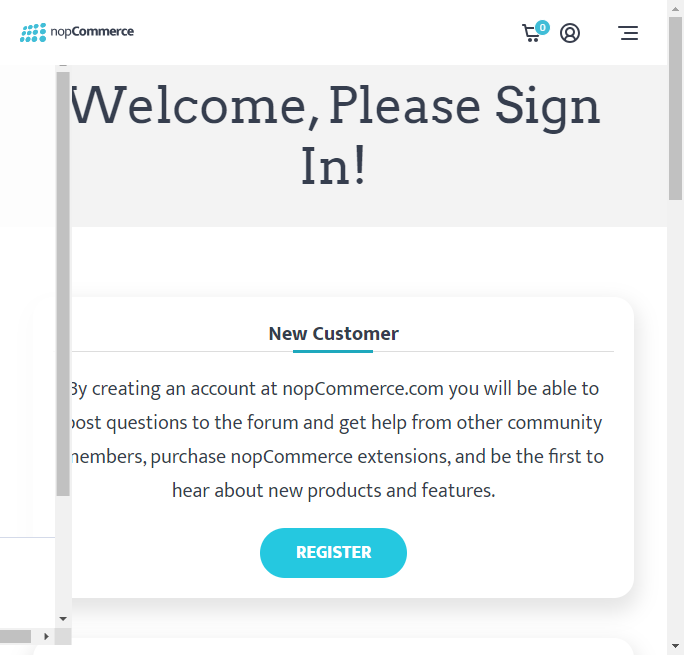 nopCommerce
0
Welcome, Please Sign
In!
New Customer
By creating an account at nopCommerce.com you will be able to
post questions to the forum and get help from other community
members, purchase nopCommerce extensions, and be the first to
hear about new products and features.
REGISTER